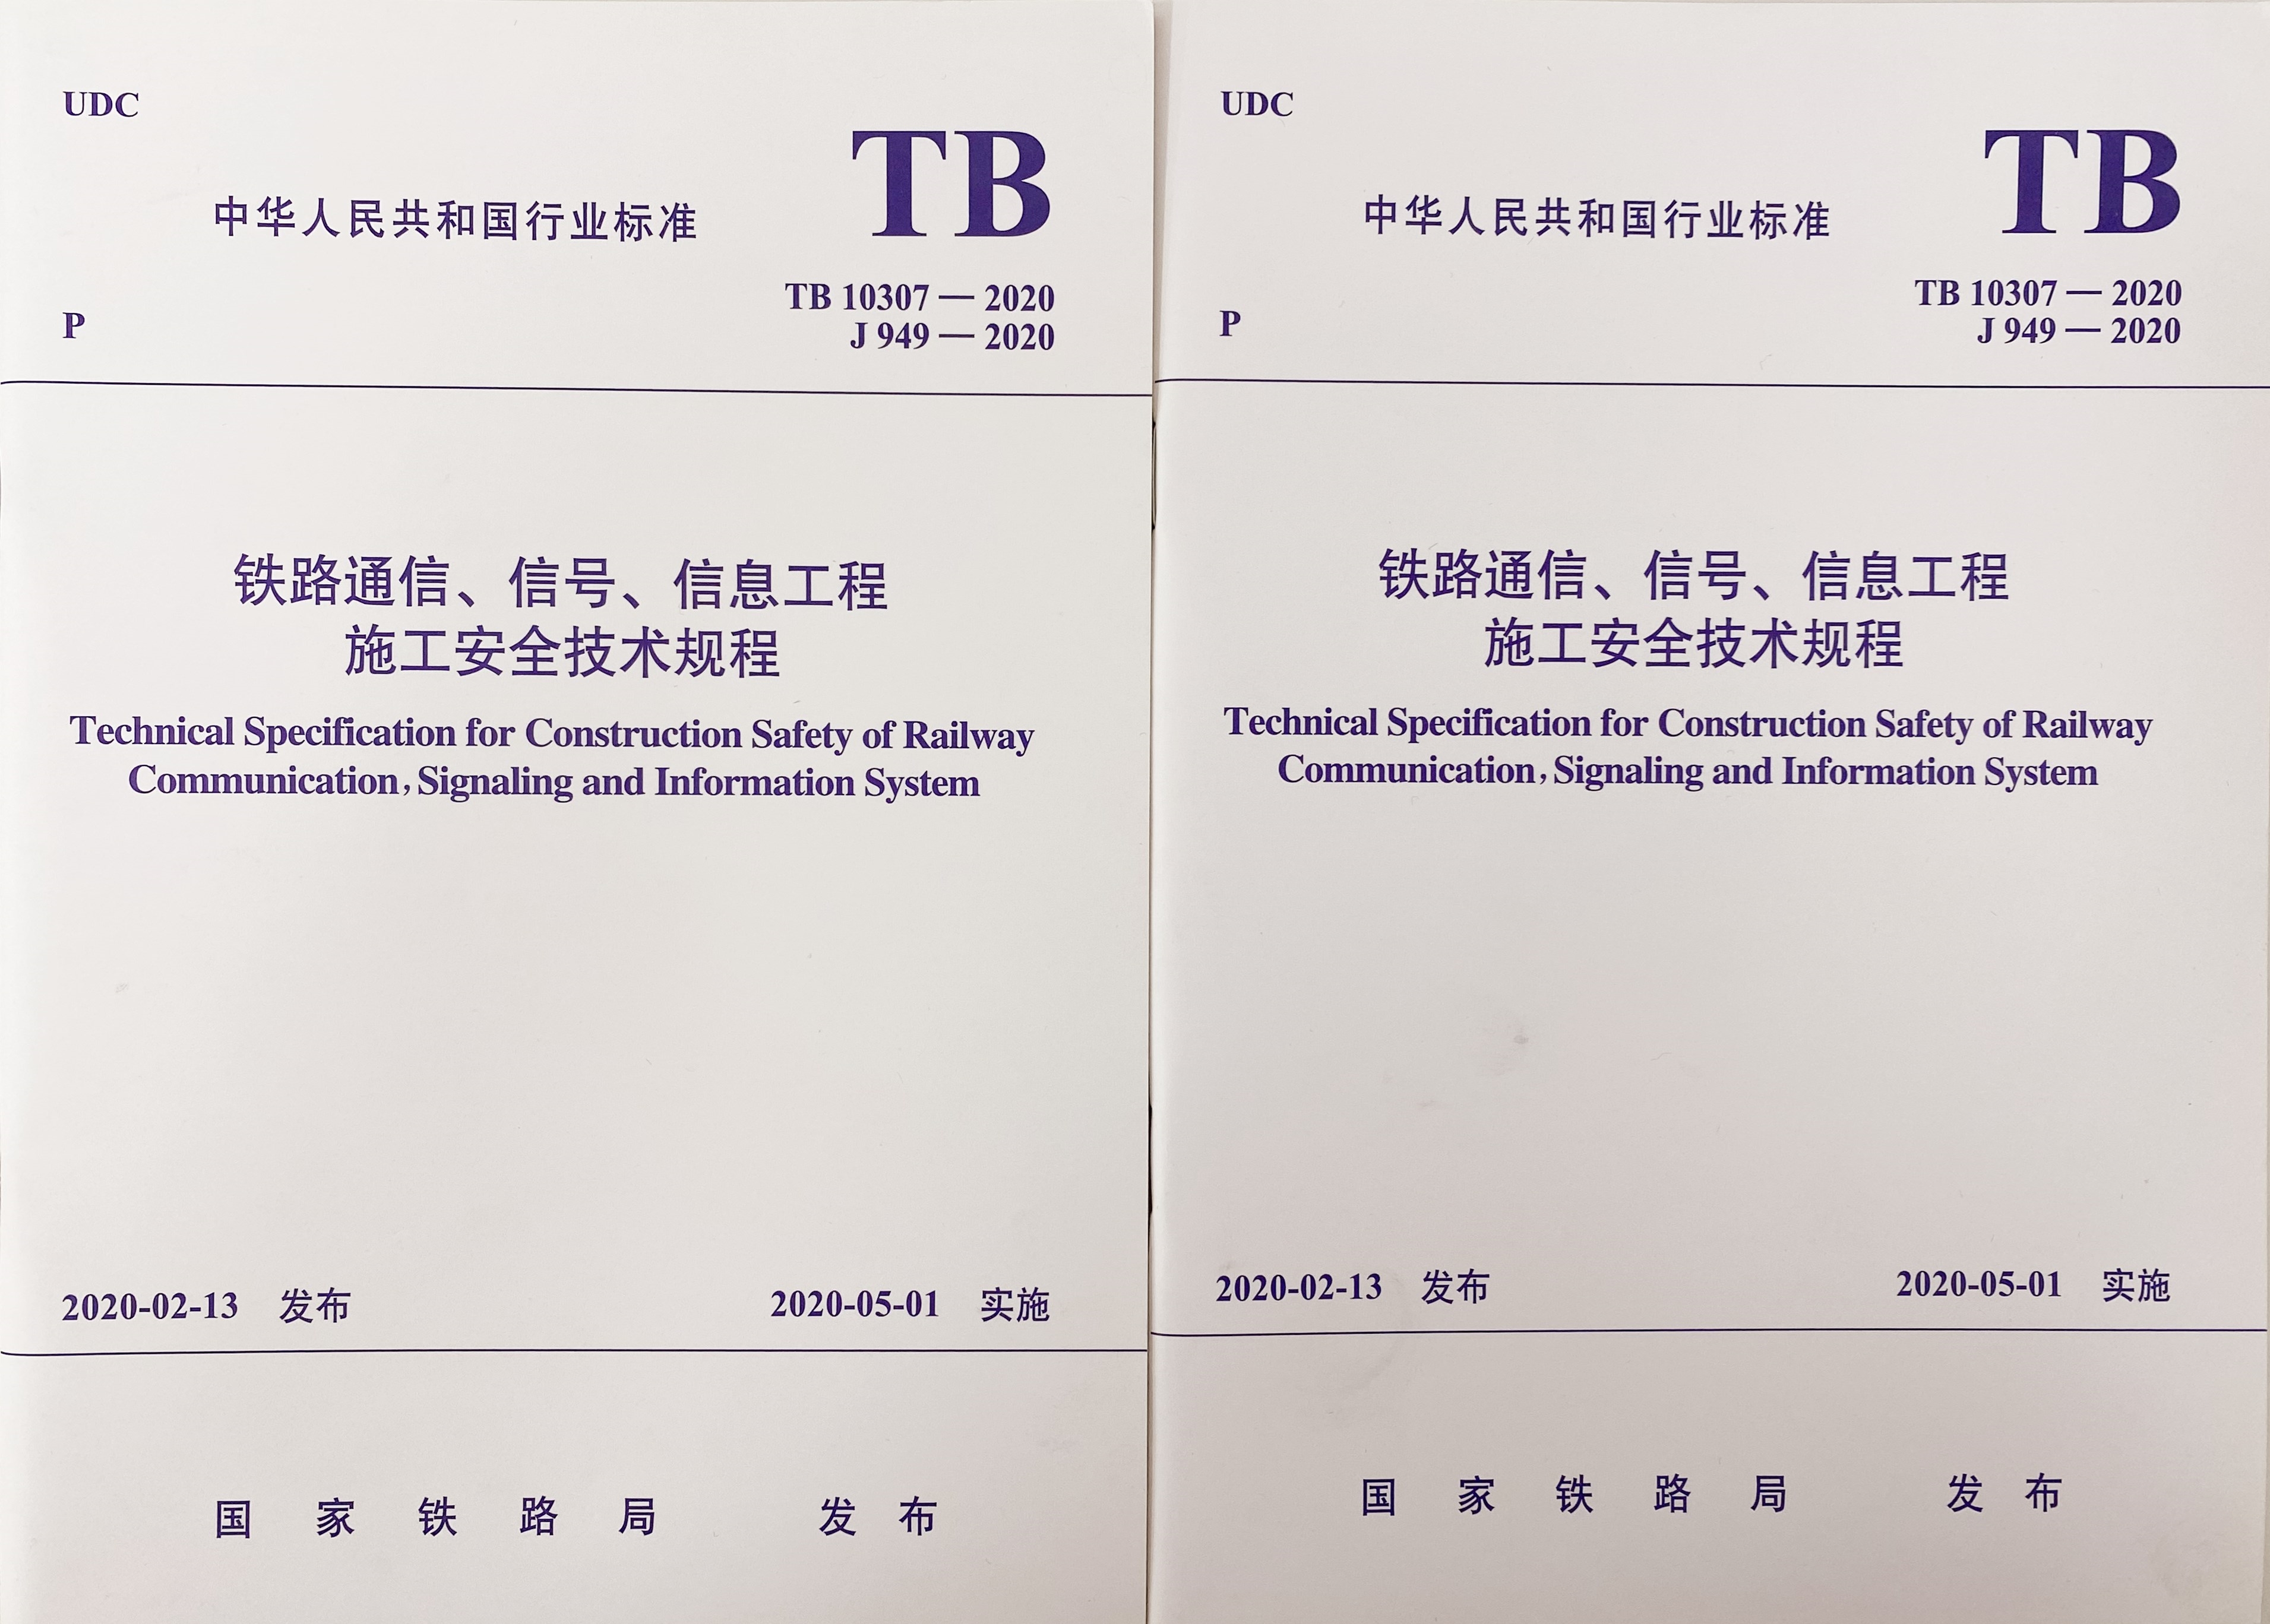 UDC
TB
中华人民共和国行业标准
TB 10307 — 2020
P
J 949 — 2020
铁路通信、信号、信息工程
施工安全技术规程
Technical Specification for Construction Safety of Railway
Communication, Signaling and Information System
2020-02-13 发布 2020-05-01 实施
国家铁路局 发布
UDC
TB
中华人民共和国行业标准
TB 10307 — 2020
P
J 949 — 2020
铁路通信、信号、信息工程
施工安全技术规程
Technical Specification for Construction Safety of Railway
Communication, Signaling and Information System
2020-02-13 发布 2020-05-01 实施
国家铁路局 发布